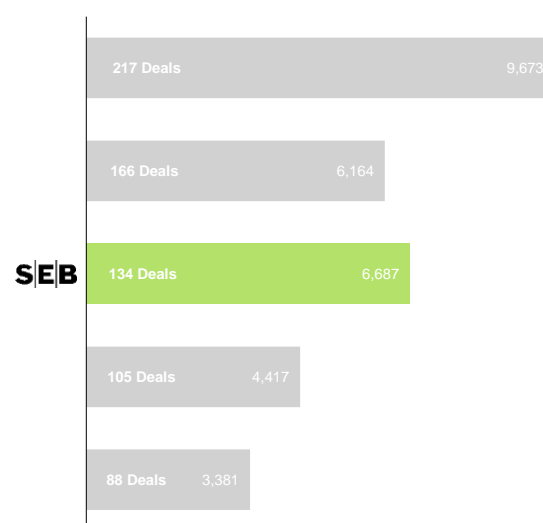 217 Deals 9,673
166 Deals 6,164
SEB 134 Deals 6,687
105 Deals 4,417
88 Deals 3,381